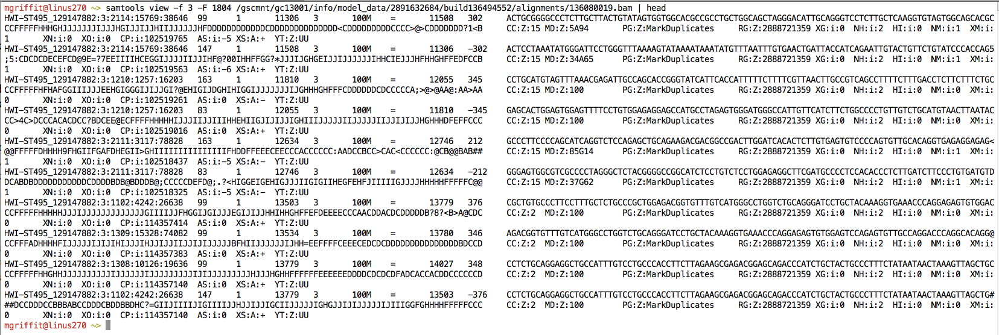 mgriffit@linus270 ~> samtools view -f 3 -F 1804 /gscmnt/gc13001/info/model_data/2891632684/build136494552/alignments/136080019.bam | head
HWI-ST495_129147882:3:2114:15769:38646 99 1 11306 3 100M = 11508 302 ACTGCGGGGCCCTCTTGCTTACTGTATAGTGGTGGCACGCCGCCTGCTGGCAGCTAGGGACATTGCAGGGTCCTCTTGCTCAAGGTGTAGTGGCAGCACGC
CCFFFFFHHHGHJJJJJJJIJJJHGIJJIJJHIIJJJJJJHFDDDDDDDDDDDDCDDDDDDDDDDDDDD<CDDDDDDDDDCCCC>@>CDDDDDDD?1<B CC:Z:15 MD:Z:5A94 PG:Z:MarkDuplicates RG:Z:2888721359 XG:i:0 NH:i:2 HI:i:0 NM:i:1 XM:i:
1 XN:i:0 XO:i:0 CP:i:102519765 AS:i:-5 XS:A:+ YT:Z:UU
HWI-ST495_129147882:3:2114:15769:38646 147 1 11508 3 100M = 11306 -302 ACTCCTAAATATGGGATTCCTGGGTTTAAAAGTATAAAATAAATATGTTTAATTTGTGAACTGATTACCATCAGAATTGTACTGTTCTGTATCCCACCAG5
;5:CDCDCDECEFCD@9E=?7EEIIIIHCEGGIJJJJIIJJIHF@?00IHHFFGG?*JJJIJGHGEIJJIJJJJJJIHHCIEJJJHFHHGHFFEDFCCB CC:Z:15 MD:Z:34A65 PG:Z:MarkDuplicates RG:Z:2888721359 XG:i:0 NH:i:2 HI:i:0 NM:i:1 XM:i:
1 XN:i:0 XO:i:0 CP:i:102519563 AS:i:-6 XS:A:+ YT:Z:UU
HWI-ST495_129147882:3:1210:1257:16203 163 1 11810 3 100M = 12055 345 CCTGCATGTAGTTTAAACGAGATTGCCAGCACCGGGTATCATTCACCATTTTTCTTTTCGTTAACTTGCCGTCAGCCTTTTCTTTGACCTCTTCTTTCTGC
CCFFFFFHFHAFGGIIIJJJEEHGIGGGIJIJJGI?@EHIGIJDGHIHIGGIJJJJJJJIJGHHHGHFFFCDDDDDDCDCCCCCA;>@>@AA@:AA>AA CC:Z:15 MD:Z:100 PG:Z:MarkDuplicates RG:Z:2888721359 XG:i:0 NH:i:2 HI:i:0 NM:i:0 XM:i:
0 XN:i:0 XO:i:0 CP:i:102519261 AS:i:0 XS:A:- YT:Z:UU
HWI-ST495_129147882:3:1210:1257:16203 83 1 12055 3 100M = 11810 -345 GAGCACTGGAGTGGAGTTTTCCTGTGGAGAGGAGCCATGCCTAGAGTGGGATGGGCCATTGTTCATCTTCTGGCCCCTGTTGTCTGCATGTAACTTAATAC
CC>4C>DCCCACACDCC?BDCEE@ECFFFFHHHHHIJJJIIJJIIIHHEHIIGJIIJJIGHIIIJJJJJIIJJJJJIIJJIJIJJHGHHHDFEFFCCC CC:Z:15 MD:Z:100 PG:Z:MarkDuplicates RG:Z:2888721359 XG:i:0 NH:i:2 HI:i:0 NM:i:0 XM:i:
0 XN:i:0 XO:i:0 CP:i:102519016 AS:i:0 XS:A:- YT:Z:UU
HWI-ST495_129147882:3:2111:3117:78828 163 1 12634 3 100M = 12746 212 GCCCTTCCCCAGCATCAGGTCTCCAGAGCTGCAGAAGACGACGGCCGACTTGGATCACACTCTTGTGAGTGTCCCCAGTGTTGCACAGGTGAGAGGAGAG<
@@FFFFFDHHHH9FHGIIFGAFDHEGII>GHIIIIIIIIIIIIIIIFHDDFFEEECEECCCACCCCCC:AADCCBCC>CAC<CCCCCC:@CB@@BAB## CC:Z:15 MD:Z:85G14 PG:Z:MarkDuplicates RG:Z:2888721359 XG:i:0 NH:i:2 HI:i:0 NM:i:1 XM:i:
1 XN:i:0 XO:i:0 CP:i:102518437 AS:i:-5 XS:A:- YT:Z:UU
HWI-ST495_129147882:3:2111:3117:78828 83 1 12746 3 100M = 12634 -212 GGGAGTGGCGTCGCCCCTAGGGCTCTACGGGGCCGGCATCTCCTGTCTCCTGGAGAGGCTTCGATGCCCCTCCACACCCTCTTGATCTTCCCTGTGATGTD
DCABDBDDDDDDDDDDDCDDDDBDB@BDDDB@;CCCCCDEFD@;.?<HIGGEIGEHIGJJJIIGIGIIHEGFEHFJIIIIIGJJJJHHHHHFFFFFC@@ CC:Z:15 MD:Z:37G62 PG:Z:MarkDuplicates RG:Z:2888721359 XG:i:0 NH:i:2 HI:i:0 NM:i:1 XM:i:
1 XN:i:0 XO:i:0 CP:i:102518325 AS:i:-5 XS:A:- YT:Z:UU
HWI-ST495_129147882:3:1102:4242:26638 99 1 13503 3 100M = 13779 376 CGCTGTGCCCTTCCTTTGCTCTGCCCGCTGGAGACGGTGTTTGTCATGGGCCTGGTCTGCAGGGATCCTGCTACAAAGGTGAAACCCAGGAGAGTGTGGAC
CCFFFFFHHHHHJJJIJJJJJJJJJJJJJGIIIIJJFHGGIJGIJJJEGJIJIJJHHIHHGHFFEFDEEEECCCAACDDACDCDDDDDB?8?<B>A@CDC CC:Z:2 MD:Z:100 PG:Z:MarkDuplicates RG:Z:2888721359 XG:i:0 NH:i:2 HI:i:0 NM:i:0 XM:i:
0 XN:i:0 XO:i:0 CP:i:114357414 AS:i:0 XS:A:+ YT:Z:UU
HWI-ST495_129147882:3:1309:15328:74082 99 1 13534 3 100M = 13780 346 AGACGGTGTTTGTCATGGGCCTGGTCTGCAGGGATCCTGCTACAAAGGTGAAACCCAGGAGAGTGTGGAGTCCAGAGTGTTGCCAGGACCCAGGCACAGG@
CCFFFADHHHHFIJJJJJIJIJIHIJJJIHJJIJJIIJJIJIJJJJJBFHIIJJJJJJIJHH=EEFFFFCEEECEDCDCDDDDDDDDDDDDDDDBDCCD CC:Z:2 MD:Z:100 PG:Z:MarkDuplicates RG:Z:2888721359 XG:i:0 NH:i:2 HI:i:0 NM:i:0 XM:i:
0 XN:i:0 XO:i:0 CP:i:114357383 AS:i:0 XS:A:+ YT:Z:UU
HWI-ST495_129147882:3:1308:10126:19636 99 1 13779 3 100M = 14027 348 CCTCTGCAGGAGGCTGCCATTTGTCCTGCCCACCTTCTTAGAAGCGAGACGGAGCAGACCCATCTGCTACTGCCCTTTCTATAATAACTAAAGTTAGCTGC
CCFFFFFHHGHHJJJJJJJJJJIJJJJJJIJJJJJJJJJIJIJJJJJJJJJJHJJJHGHHFFFFFFEEEEEEDDDDCDCDCDFADCACCACDDCCCCCCD CC:Z:2 MD:Z:100 PG:Z:MarkDuplicates RG:Z:2888721359 XG:i:0 NH:i:2 HI:i:0 NM:i:0 XM:i:
0 XN:i:0 XO:i:0 CP:i:114357140 AS:i:0 XS:A:+ YT:Z:UU
HWI-ST495_129147882:3:1102:4242:26638 147 1 13779 3 100M = 13503 -376 CCTCTGCAGGAGGCTGCCATTTGTCCTGCCCACCTTCTTAGAAGCGAGACGGAGCAGACCCATCTGCTACTGCCCTTTCTATAATAACTAAAGTTAGCTG#
##DCCDDDCCBBBABCCDDDCBDDBBDHC?=GIIJIIIIJIGIIIIJJHJJIJJIGCIIJJJJJIGHGJJIJIJJJJJIJIIIGGFGHHHHFFFFFCCC CC:Z:2 MD:Z:100 PG:Z:MarkDuplicates RG:Z:2888721359 XG:i:0 NH:i:2 HI:i:0 NM:i:0 XM:i:
0 XN:i:0 XO:i:0 CP:i:114357140 AS:i:0 XS:A:+ YT:Z:UU
mgriffit@linus270 ~>